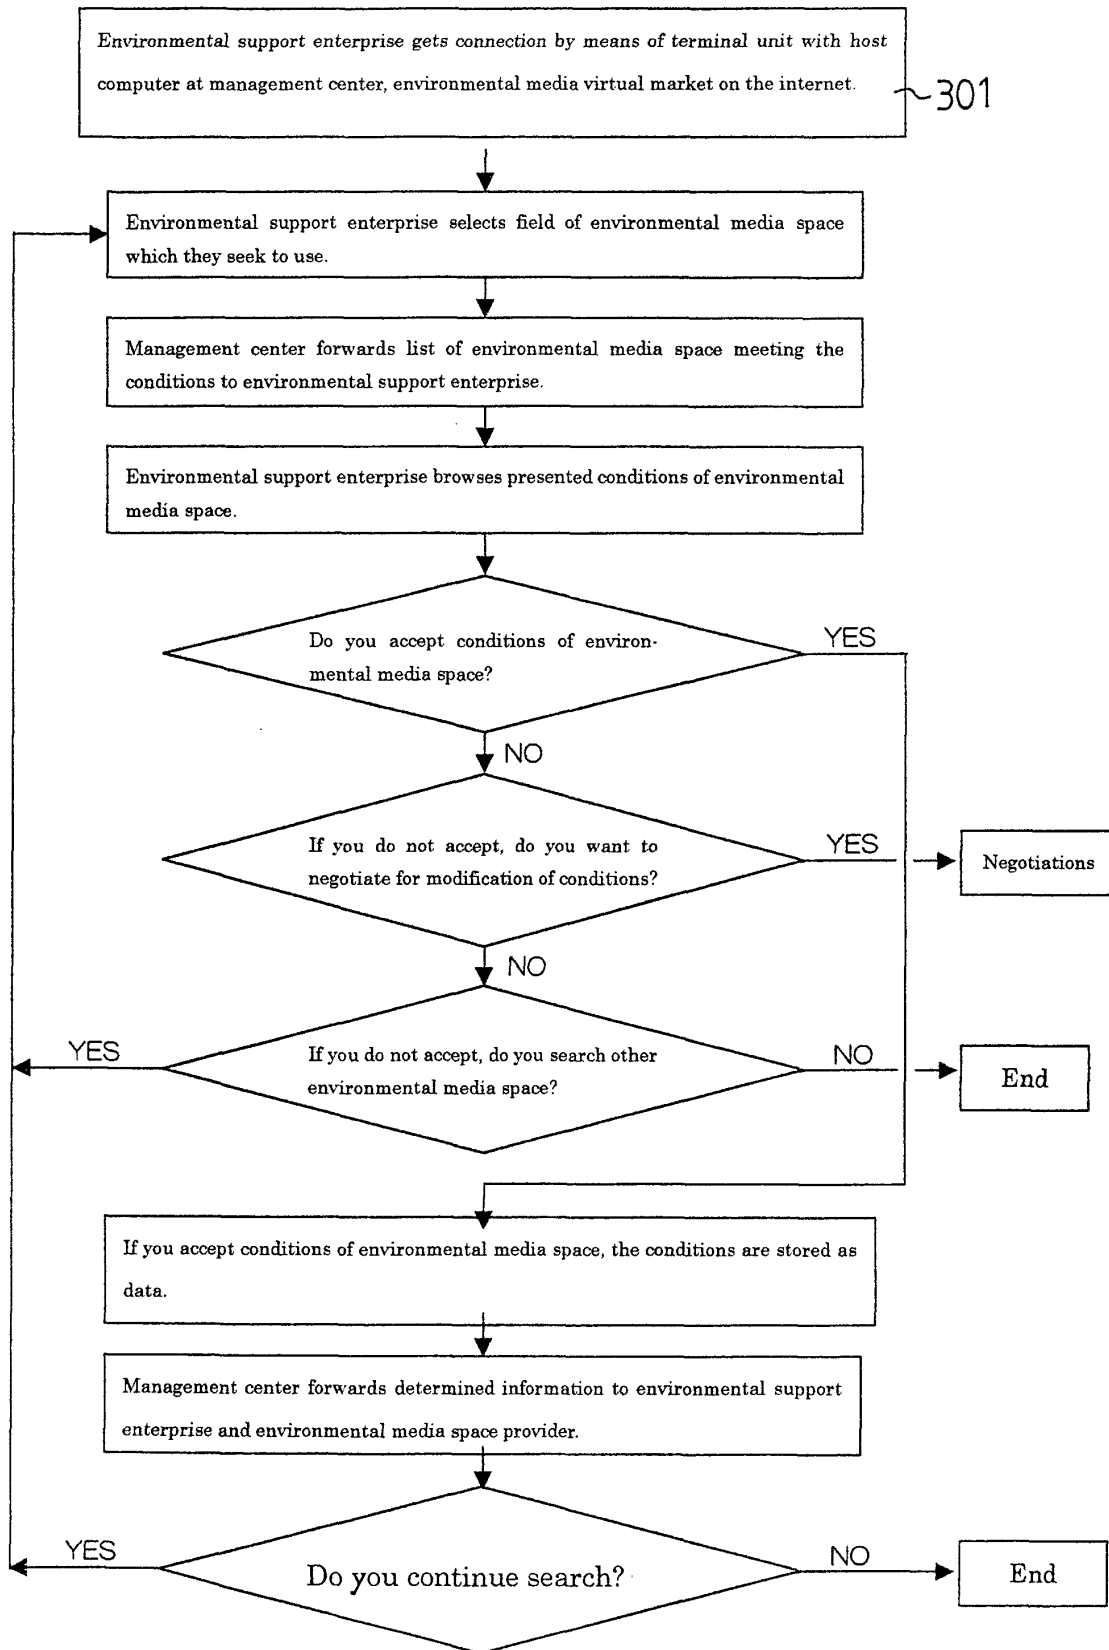 Environmental support enterprise gets connection by means of terminal unit with host
computer at management center, environmental media virtual market on the internet.
301
Environmental support enterprise selects field of environmental media space
which they seek to use.
Management center forwards list of environmental media space meeting the
conditions to environmental support enterprise.
Environmental support enterprise browses presented conditions of environmental
media space.
Do you accept conditions of environ-
mental media space?
YES
NO
If you do not accept, do you want to
negotiate for modification of conditions?
YES
Negotiations
NO
YES
If you do not accept, do you search other
environmental media space?
NO
End
If you accept conditions of environmental media space, the conditions are stored as
data.
Management center forwards determined information to environmental support
enterprise and environmental media space provider.
YES
Do you continue search?
NO
End